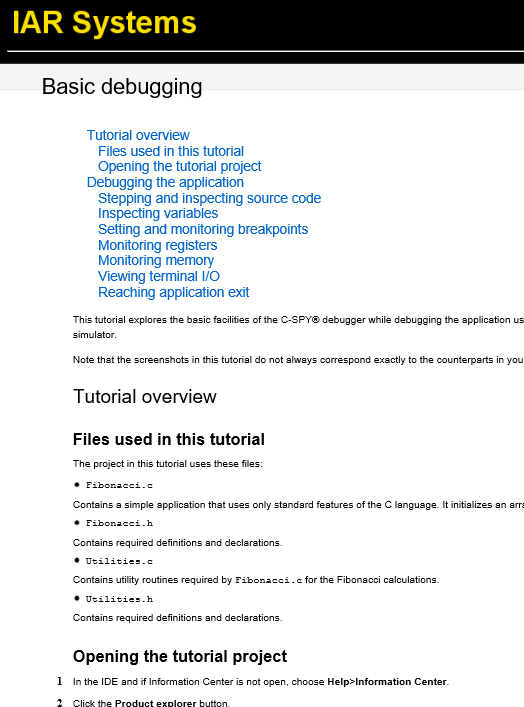 IAR Systems
Basic debugging
Tutorial overview
Files used in this tutorial
Opening the tutorial project
Debugging the application
Stepping and inspecting source code
Inspecting variables
Setting and monitoring breakpoints
Monitoring registers
Monitoring memory
Viewing terminal I/O
Reaching application exit
This tutorial explores the basic facilities of the C-SPY® debugger while debugging the application us
simulator.
Note that the screenshots in this tutorial do not always correspond exactly to the counterparts in you
Tutorial overview
Files used in this tutorial
The project in this tutorial uses these files:
● Fibonacci.c
Contains a simple application that uses only standard features of the C language. It initializes an arra
● Fibonacci.h
Contains required definitions and declarations.
● Utilities.c
Contains utility routines required by Fibonacci.c for the Fibonacci calculations.
● Utilities.h
Contains required definitions and declarations.
Opening the tutorial project
1 In the IDE and if Information Center is not open, choose Help>Information Center.
2 Click the Product explorer button.